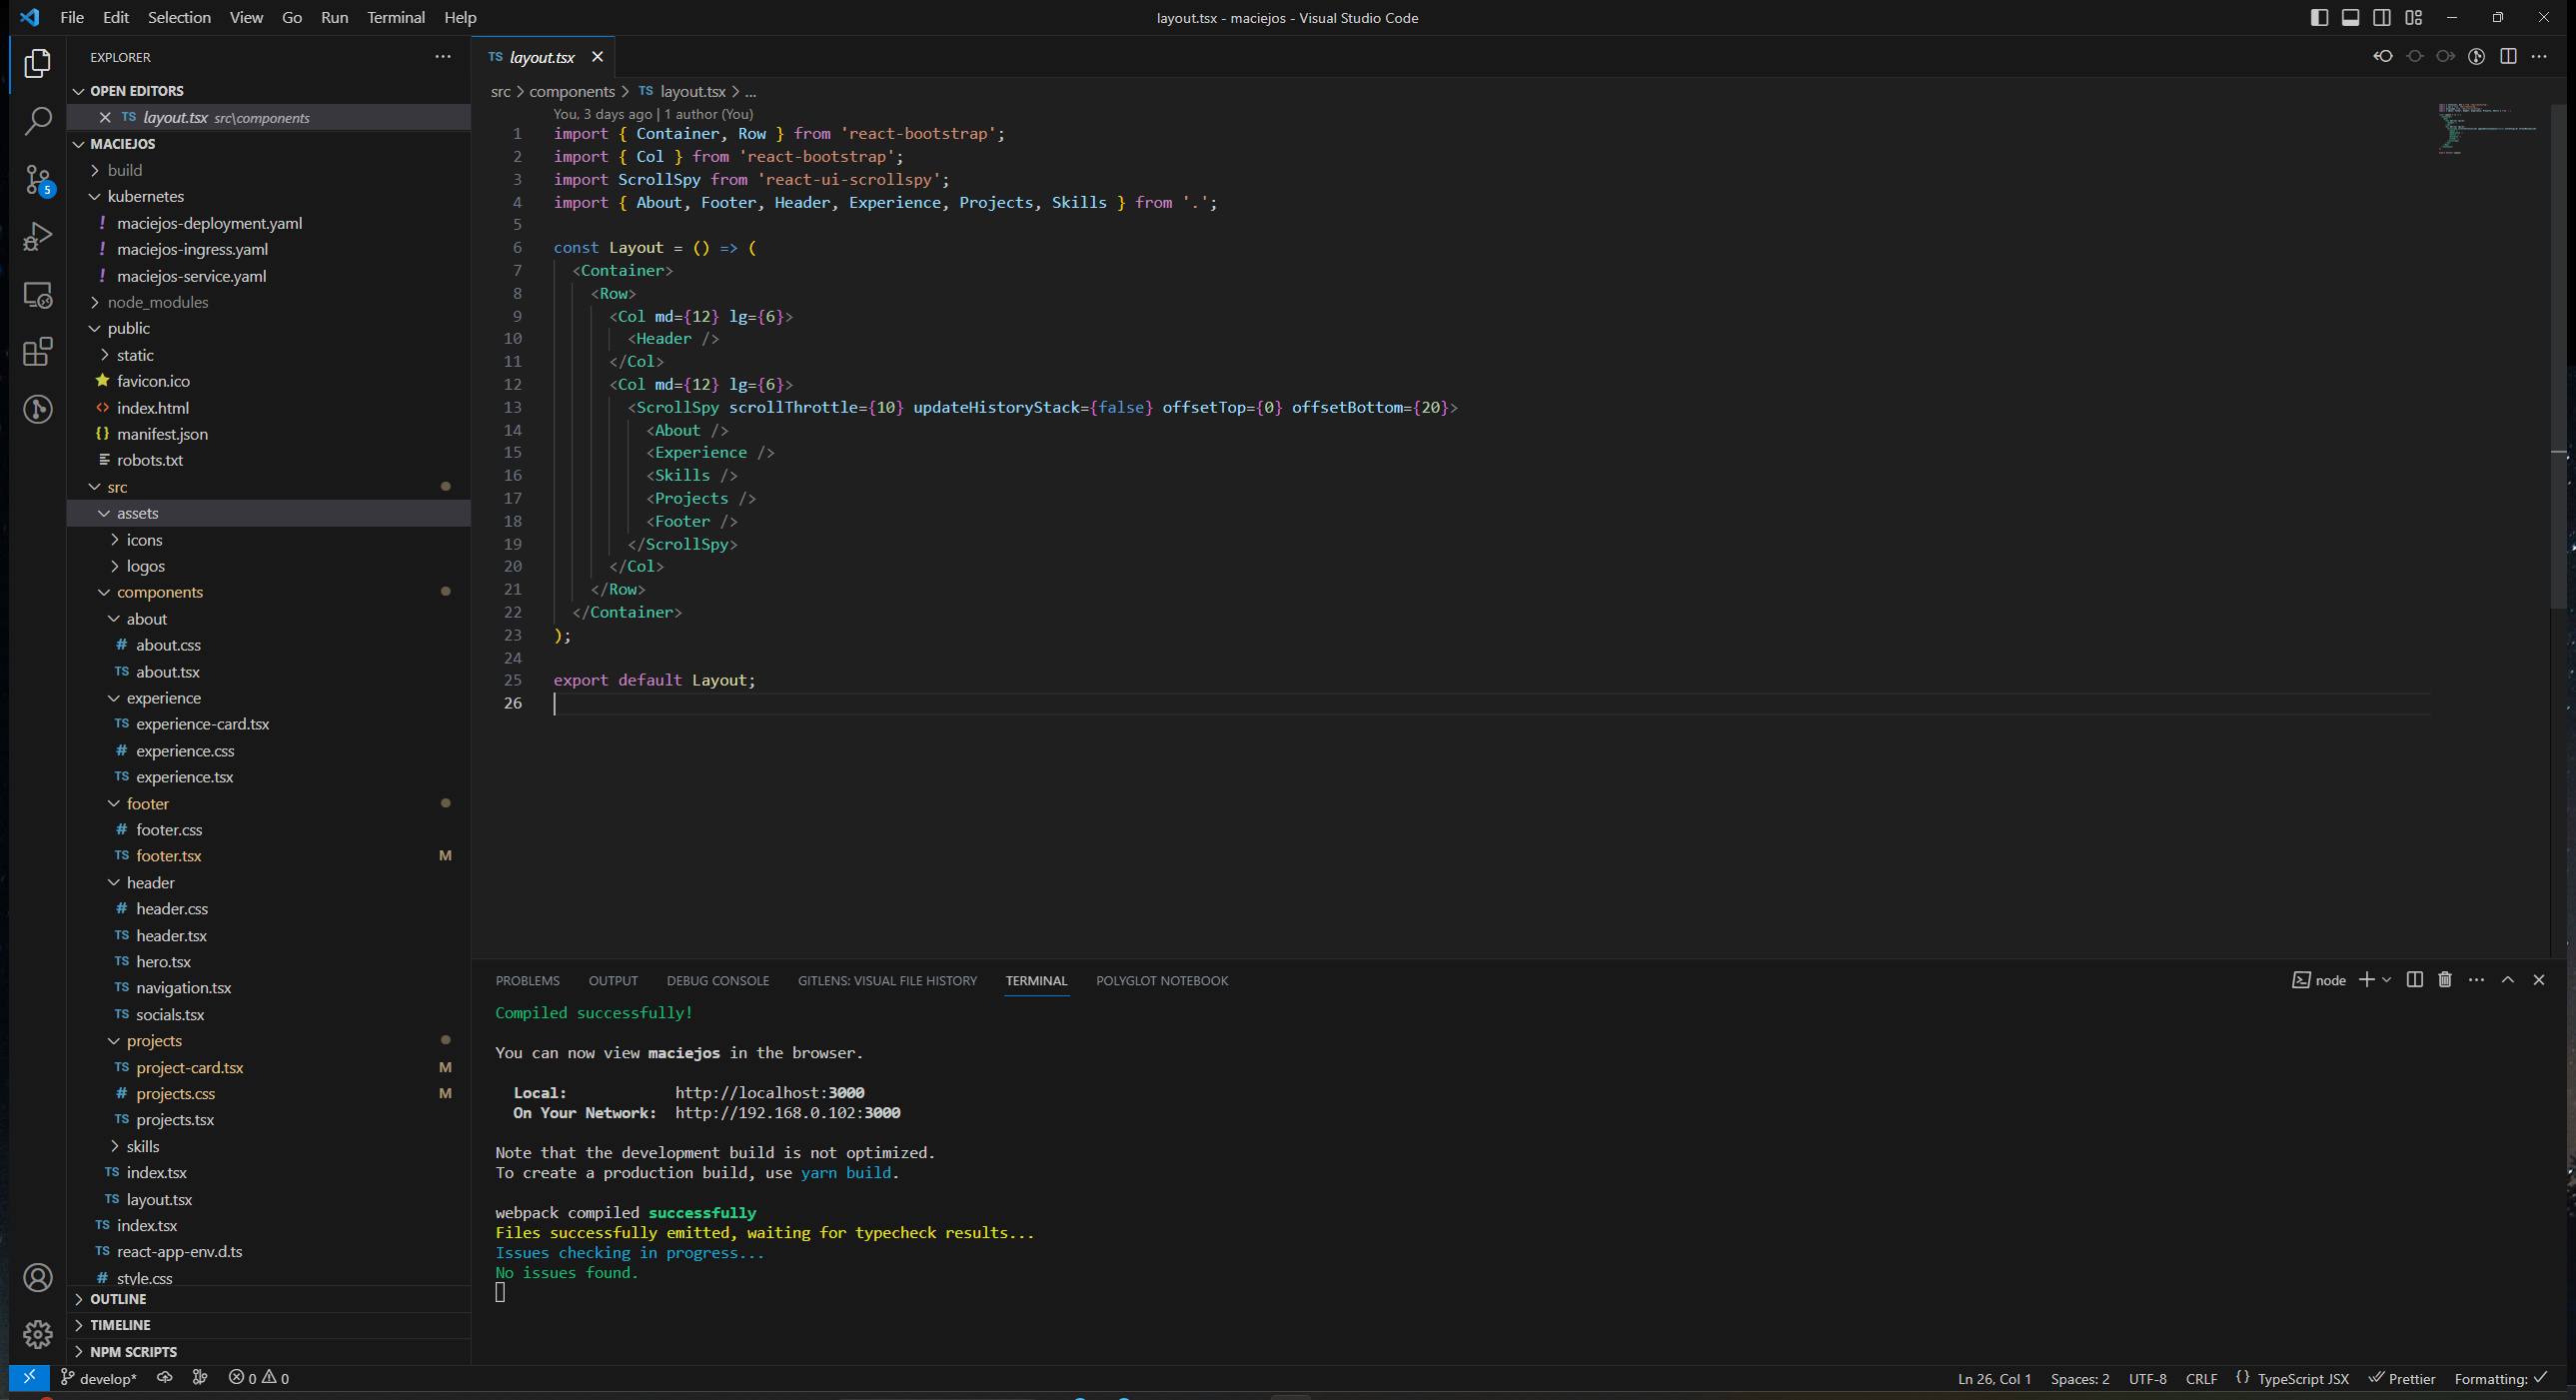 File Edit Selection View Go Run Terminal Help
layout.tsx - maciejos - Visual Studio Code
EXPLORER
OPEN EDITORS
TS layout.tsx src\components
MACIEJOS
build
kubernetes
! maciejos-deployment.yaml
! maciejos-ingress.yaml
! maciejos-service.yaml
node_modules
public
static
favicon.ico
<> index.html
{} manifest.json
robots.txt
src
assets
icons
logos
components
about
# about.css
TS about.tsx
experience
TS experience-card.tsx
# experience.css
TS experience.tsx
footer
# footer.css
TS footer.tsx M
header
# header.css
TS header.tsx
TS hero.tsx
TS navigation.tsx
TS socials.tsx
projects
TS project-card.tsx M
# projects.css M
TS projects.tsx
skills
TS index.tsx
TS layout.tsx
TS index.tsx
TS react-app-env.d.ts
# style.css
OUTLINE
TIMELINE
NPM SCRIPTS
5
TS layout.tsx
src > components > TS layout.tsx > ...
You, 3 days ago | 1 author (You)
1 import { Container, Row } from 'react-bootstrap';
2 import { Col } from 'react-bootstrap';
3 import ScrollSpy from 'react-ui-scrollspy';
4 import { About, Footer, Header, Experience, Projects, Skills } from '.';
5
6 const Layout = () => (
7 <Container>
8 <Row>
9 <Col md={12} lg={6}>
10 <Header />
11 </Col>
12 <Col md={12} lg={6}>
13 <ScrollSpy scrollThrottle={10} updateHistoryStack={false} offsetTop={0} offsetBottom={20}>
14 <About />
15 <Experience />
16 <Skills />
17 <Projects />
18 <Footer />
19 </ScrollSpy>
20 </Col>
21 </Row>
22 </Container>
23 );
24
25 export default Layout;
26
PROBLEMS OUTPUT DEBUG CONSOLE GITLENS: VISUAL FILE HISTORY TERMINAL POLYGLOT NOTEBOOK
node
Compiled successfully!
You can now view maciejos in the browser.
Local: http://localhost:3000
On Your Network: http://192.168.0.102:3000
Note that the development build is not optimized.
To create a production build, use yarn build.
webpack compiled successfully
Files successfully emitted, waiting for typecheck results...
Issues checking in progress...
No issues found.
develop* 0 0
Ln 26, Col 1 Spaces: 2 UTF-8 CRLF {} TypeScript JSX Prettier Formatting: